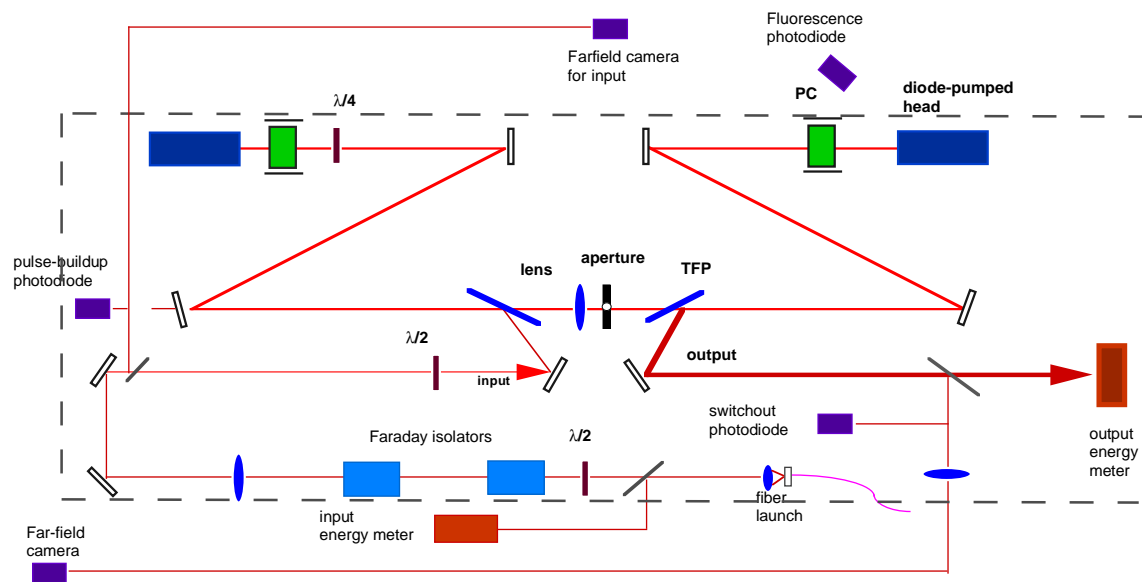 Fluorescence
photodiode
Farfield camera
for input
λ/4
PC
diode-pumped
head
pulse-buildup
photodiode
lens
aperture
TFP
λ/2
input
output
switchout
photodiode
output
energy
meter
Faraday isolators
λ/2
fiber
launch
input
energy meter
Far-field
camera